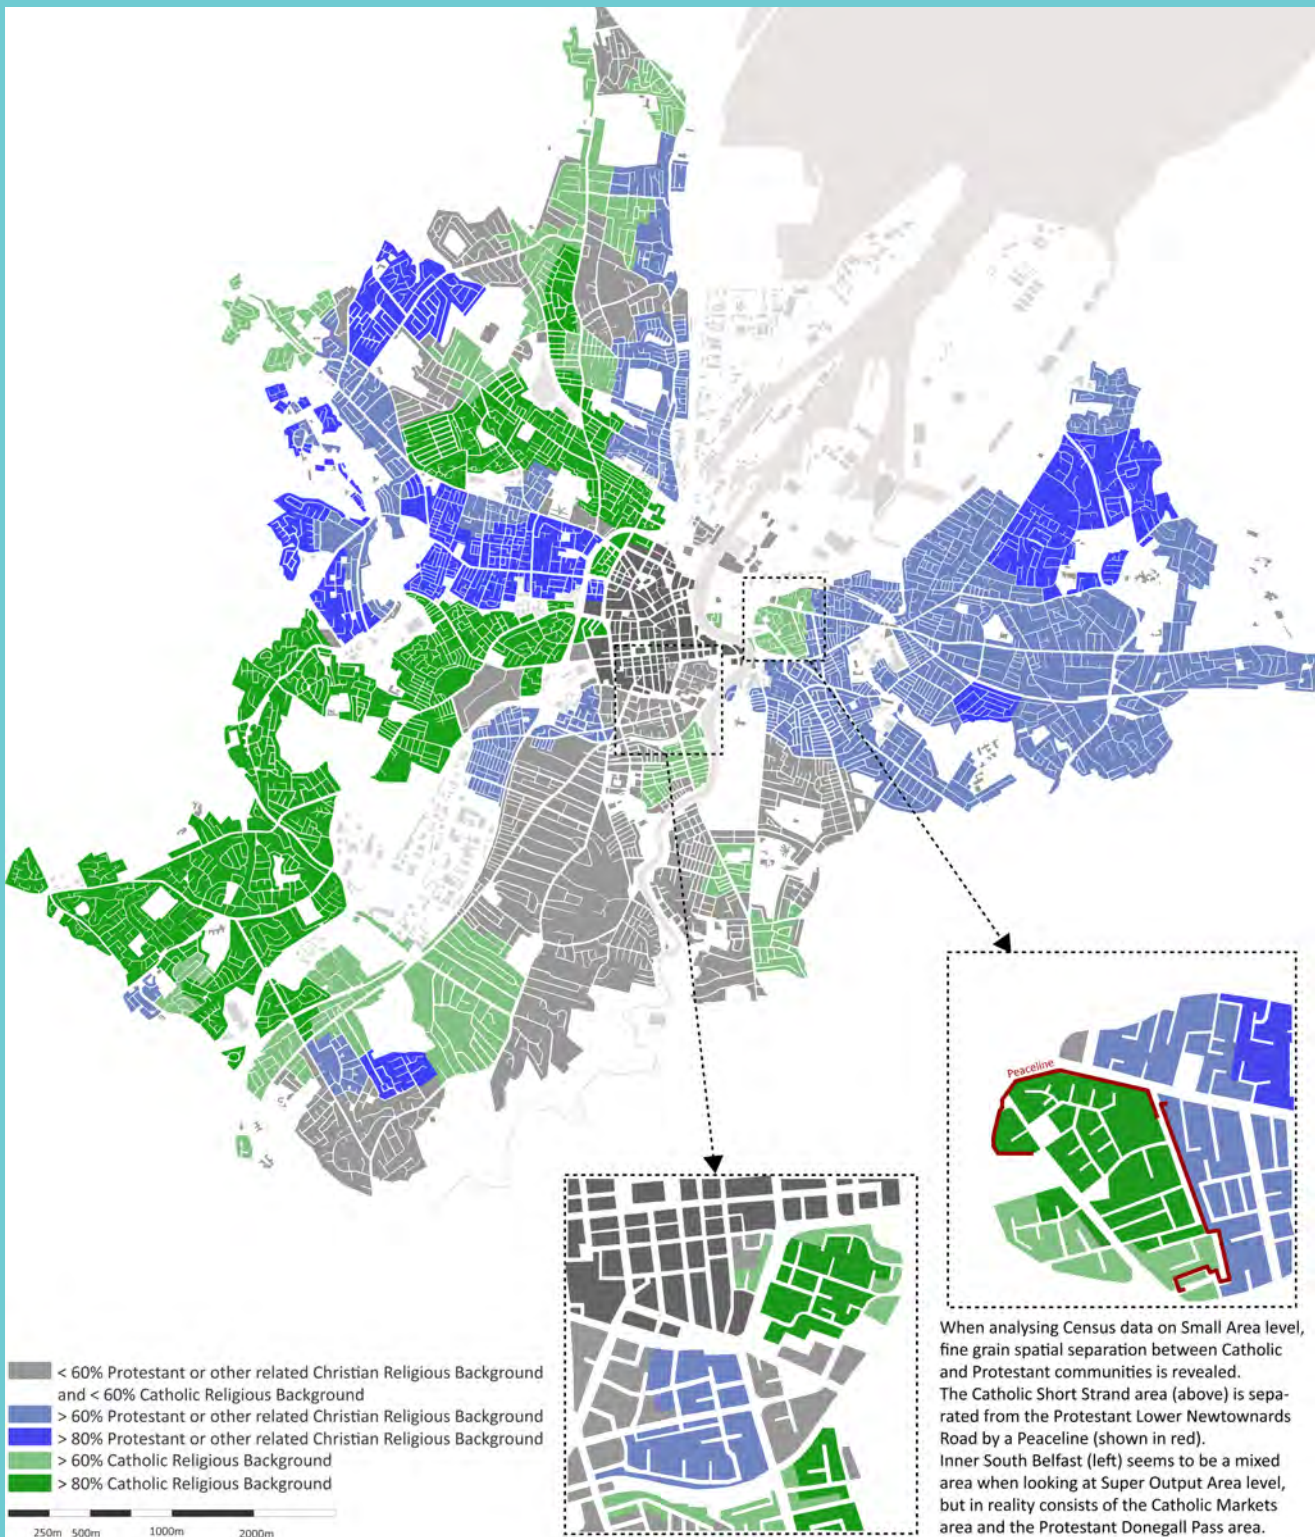 Peaceline
When analysing Census data on Small Area level,
fine grain spatial separation between Catholic
and Protestant communities is revealed.
The Catholic Short Strand area (above) is sepa-
rated from the Protestant Lower Newtownards
Road by a Peaceline (shown in red).
Inner South Belfast (left) seems to be a mixed
area when looking at Super Output Area level,
but in reality consists of the Catholic Markets
area and the Protestant Donegall Pass area.
< 60% Protestant or other related Christian Religious Background
and < 60% Catholic Religious Background
> 60% Protestant or other related Christian Religious Background
> 80% Protestant or other related Christian Religious Background
> 60% Catholic Religious Background
> 80% Catholic Religious Background
250m 500m 1000m 2000m